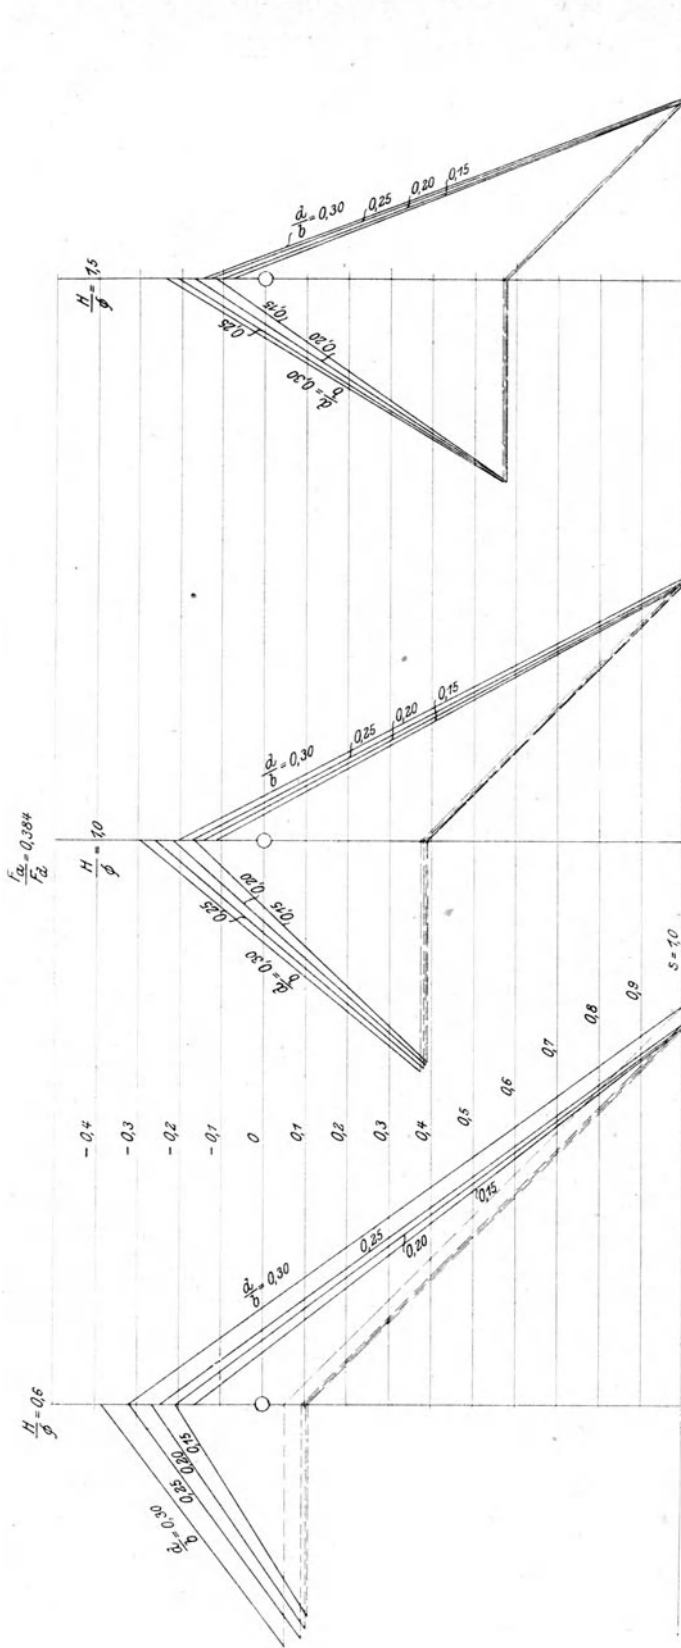 H/ϕ = 1,5
d/b = 0,30
0,25
0,20
0,15
0,15
0,25
0,20
d/b = 0,30
Fa/Fd = 0,384
H/ϕ = 1,0
d/b = 0,30
0,25
0,20
0,15
0,20
0,25
0,15
d/b = 0,30
- 0,4
- 0,3
- 0,2
- 0,1
0
0,1
0,2
0,3
0,4
0,5
0,6
0,7
0,8
0,9
s = 1,0
H/ϕ = 0,6
d/b = 0,30
0,25
0,20
0,15
0,15
0,20
0,25
d/b = 0,30